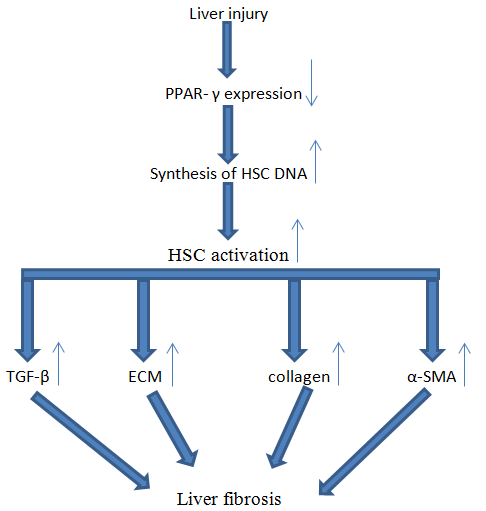 Liver injury
PPAR- γ expression
Synthesis of HSC DNA
HSC activation
TGF-β ECM collagen α-SMA
Liver fibrosis